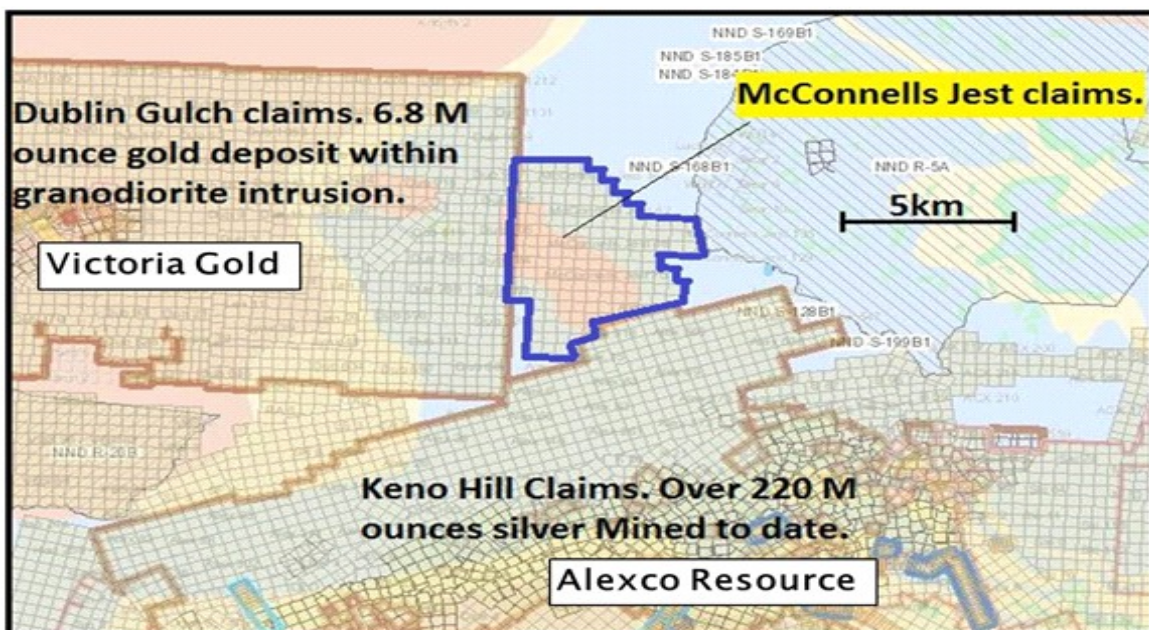 NND S-169B1
NND S-185B1
NND S-184B1
McConnells Jest claims.
Dublin Gulch claims. 6.8 M
ounce gold deposit within
granodiorite intrusion.
NND S-168B1
NND R-5A
5km
Victoria Gold
NND S-128B1
NND S-199B1
NND R-20B
Keno Hill Claims. Over 220 M
ounces silver Mined to date.
Alexco Resource